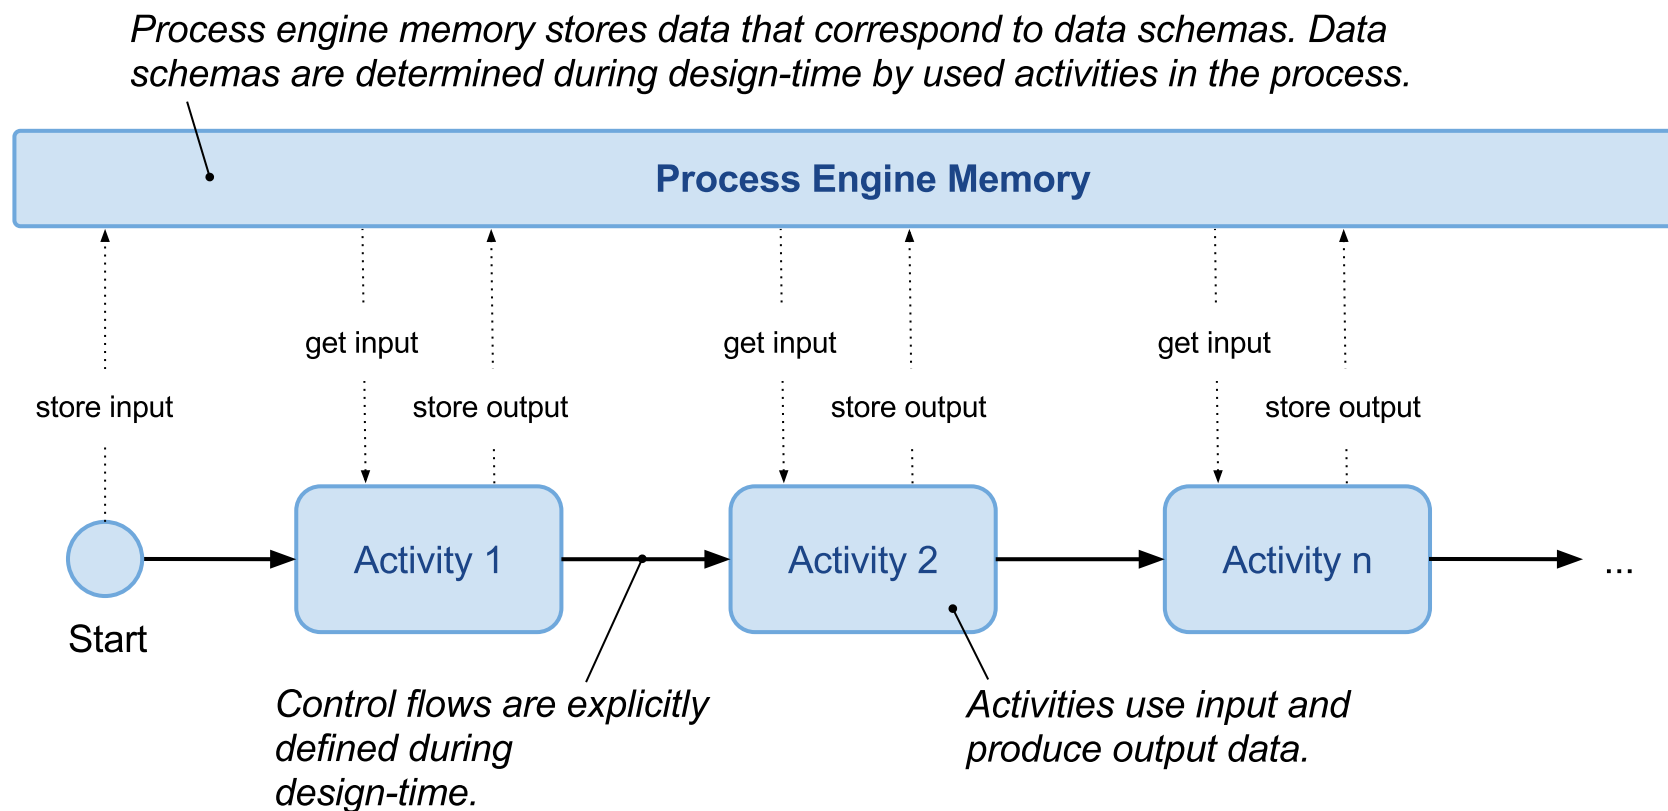 Process engine memory stores data that correspond to data schemas. Data
schemas are determined during design-time by used activities in the process.
Process Engine Memory
get input
get input
get input
store input
store output
store output
store output
Activity 1
Activity 2
Activity n
...
Start
Control flows are explicitly
defined during
design-time.
Activities use input and
produce output data.